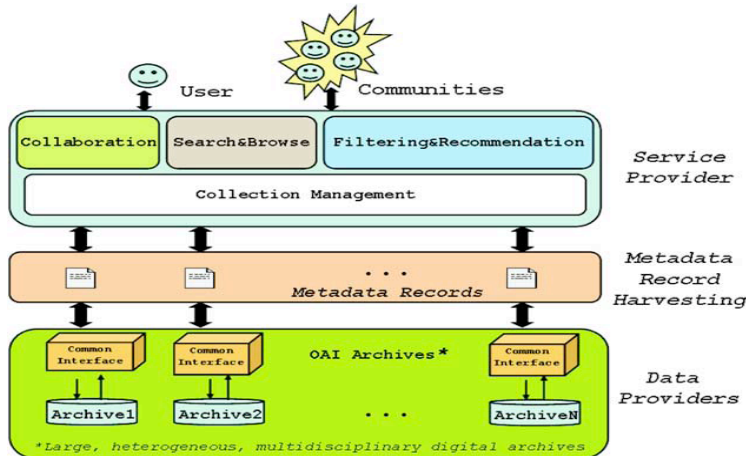 User
Communities
Collaboration
Search&Browse
Filtering&Recommendation
Collection Management
Service
Provider
. . .
Metadata Records
Metadata
Record
Harvesting
Common
Interface
Common
Interface
OAI Archives*
Common
Interface
Archive1
Archive2
. . .
ArchiveN
Data
Providers
*Large, heterogeneous, multidisciplinary digital archives